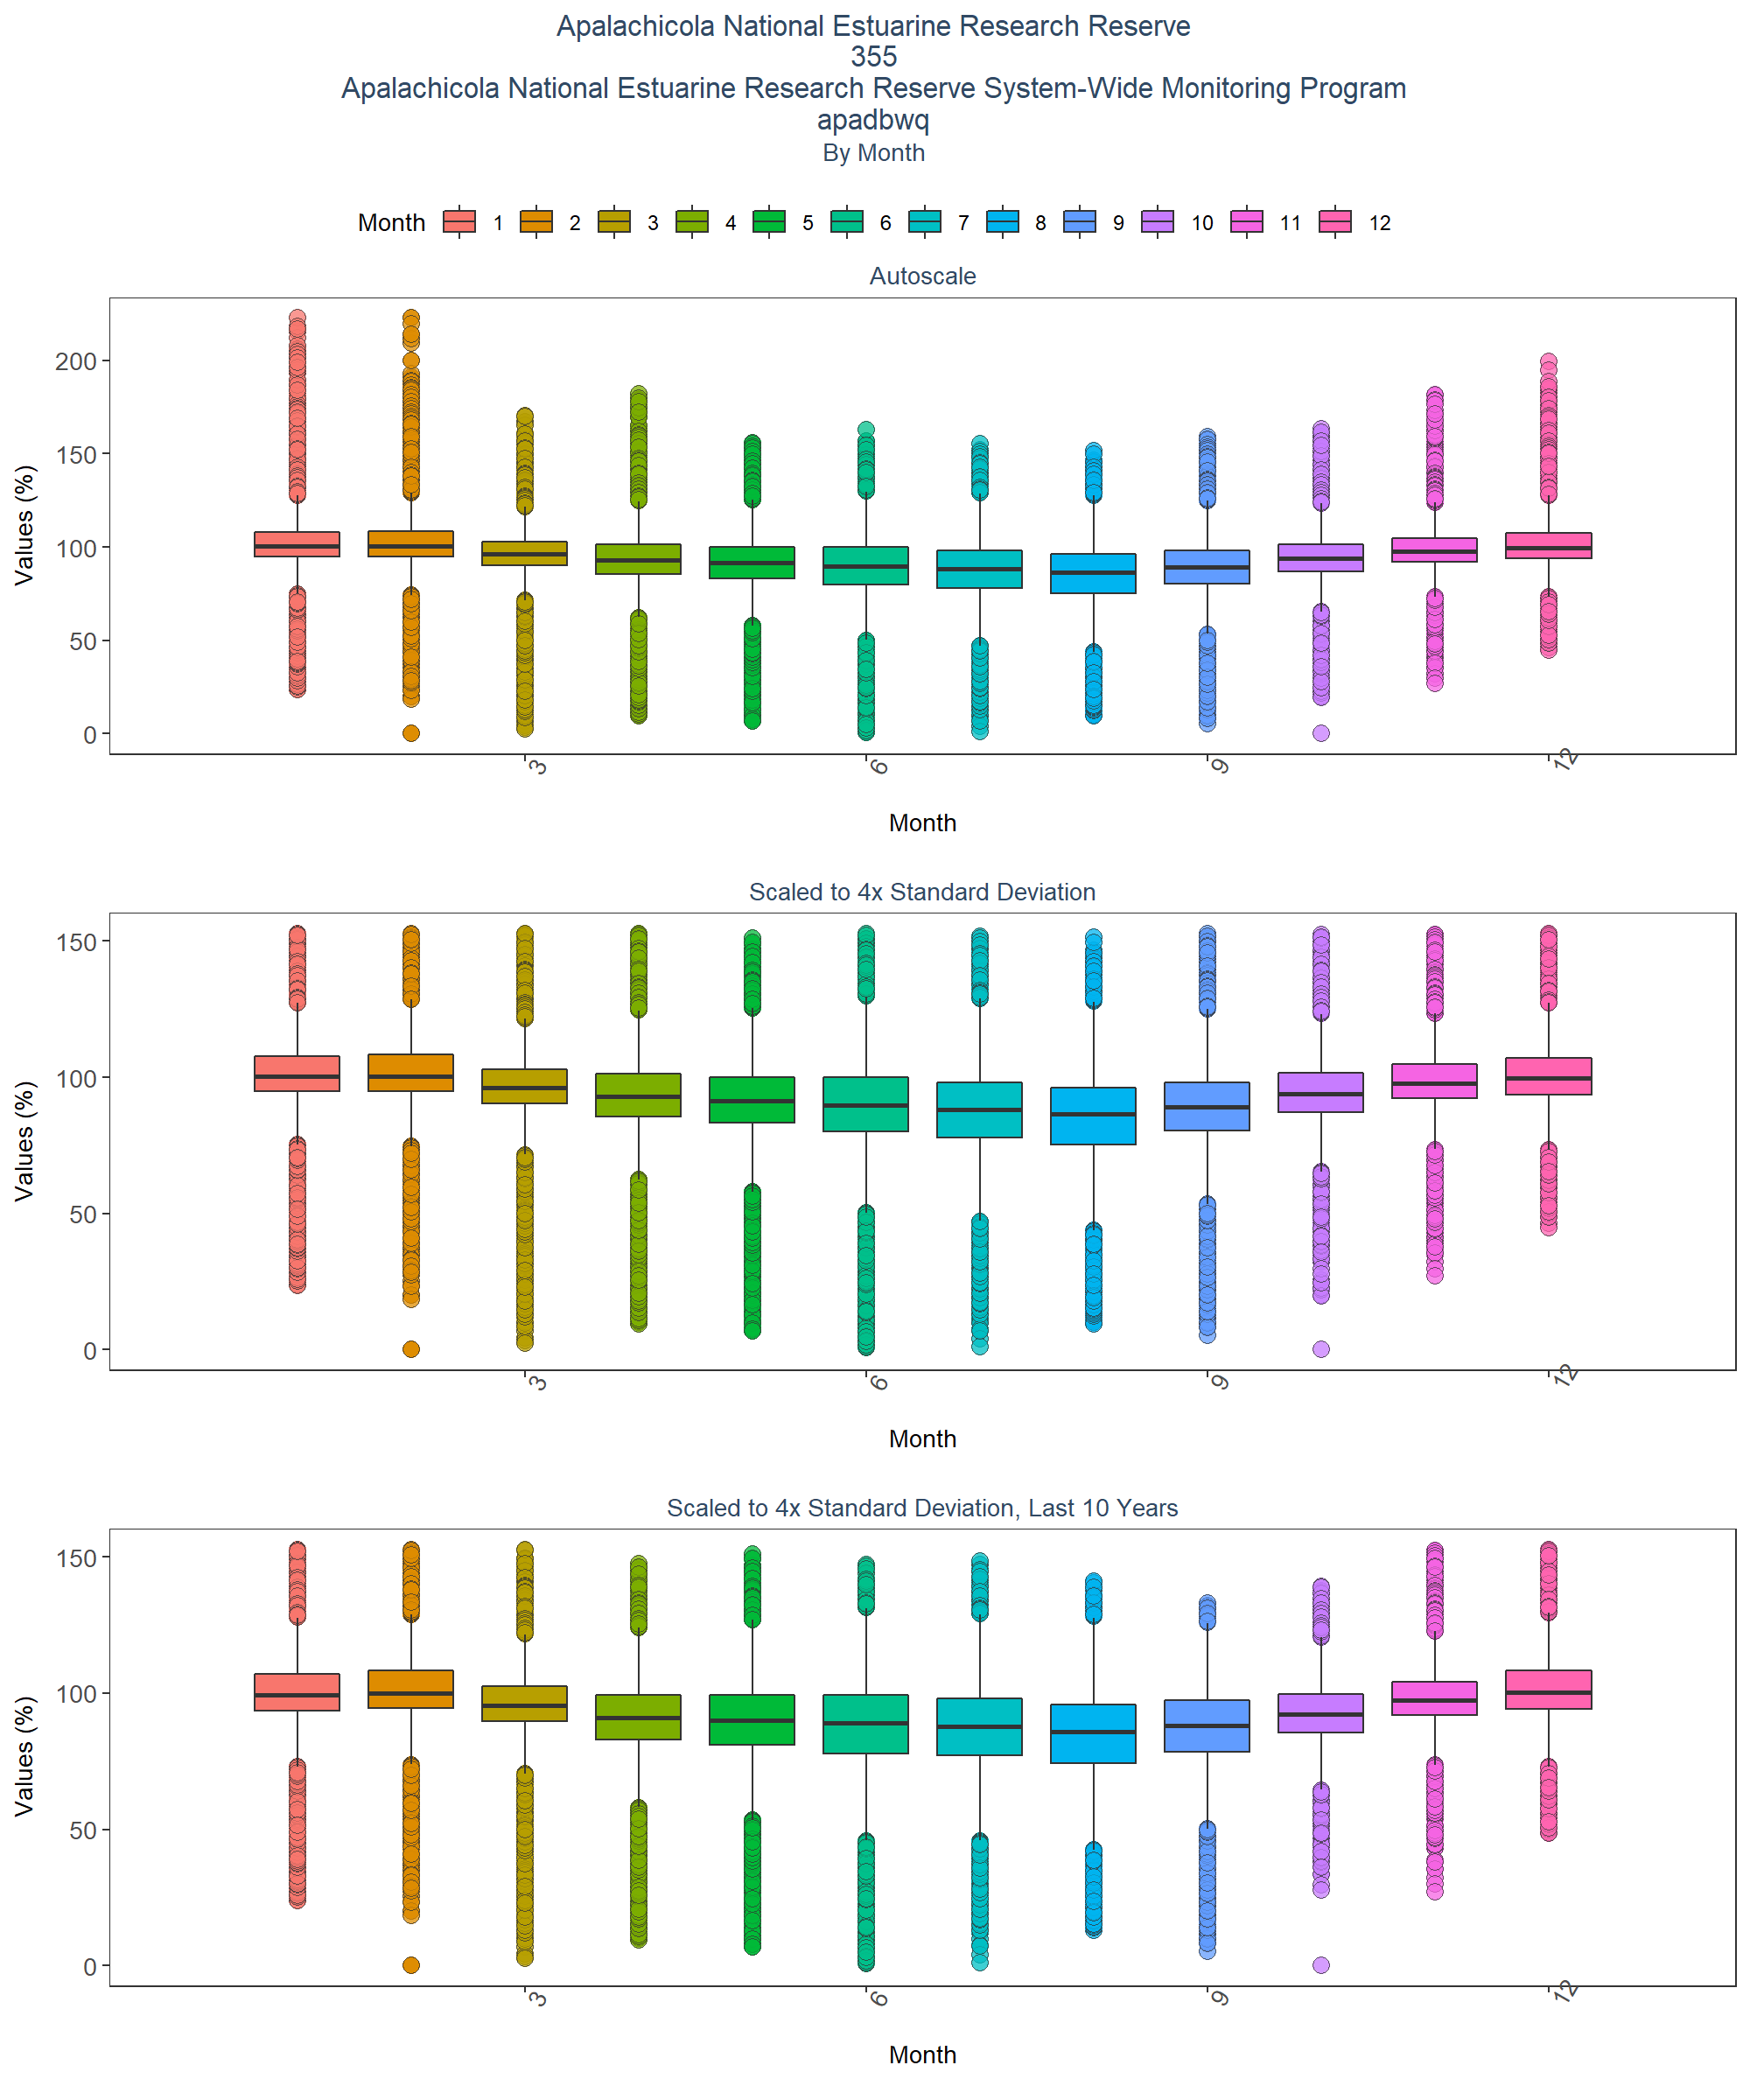 Apalachicola National Estuarine Research Reserve
355
Apalachicola National Estuarine Research Reserve System-Wide Monitoring Program
apadbwq
By Month
Month 1 2 3 4 5 6 7 8 9 10 11 12
Autoscale
Values (%)
200
150
100
50
0
3 6 9 12
Month
Scaled to 4x Standard Deviation
Values (%)
150
100
50
0
3 6 9 12
Month
Scaled to 4x Standard Deviation, Last 10 Years
Values (%)
150
100
50
0
3 6 9 12
Month